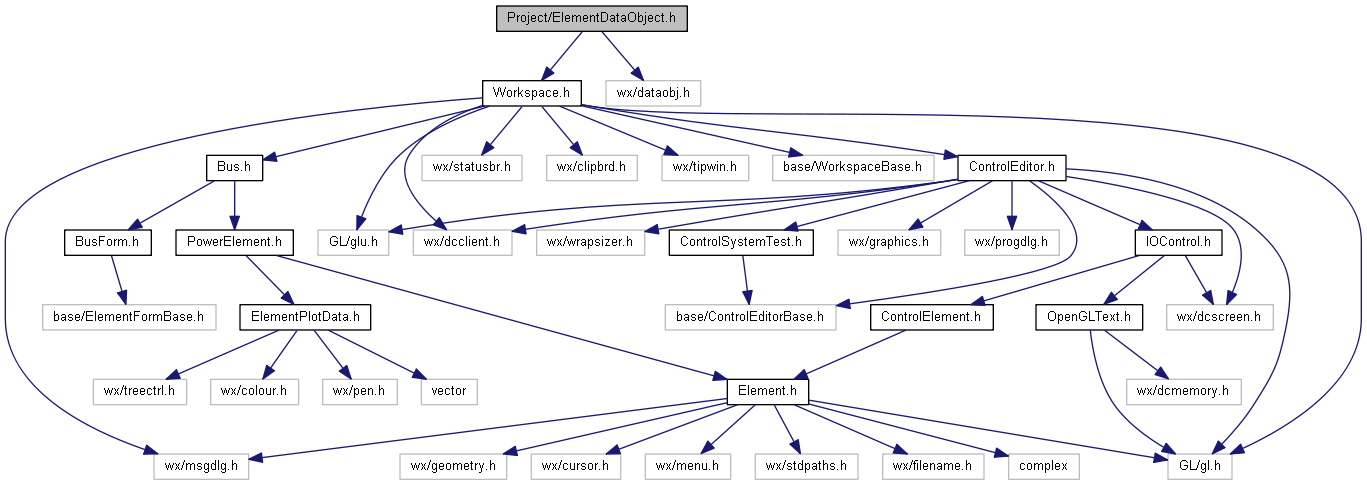 Project/ElementDataObject.h
Workspace.h
wx/dataobj.h
Bus.h
wx/statusbr.h
wx/clipbrd.h
wx/tipwin.h
base/WorkspaceBase.h
ControlEditor.h
BusForm.h
PowerElement.h
GL/glu.h
wx/dcclient.h
wx/wrapsizer.h
ControlSystemTest.h
wx/graphics.h
wx/progdlg.h
IOControl.h
base/ElementFormBase.h
ElementPlotData.h
base/ControlEditorBase.h
ControlElement.h
OpenGLText.h
wx/dcscreen.h
wx/treectrl.h
wx/colour.h
wx/pen.h
vector
Element.h
wx/dcmemory.h
wx/msgdlg.h
wx/geometry.h
wx/cursor.h
wx/menu.h
wx/stdpaths.h
wx/filename.h
complex
GL/gl.h